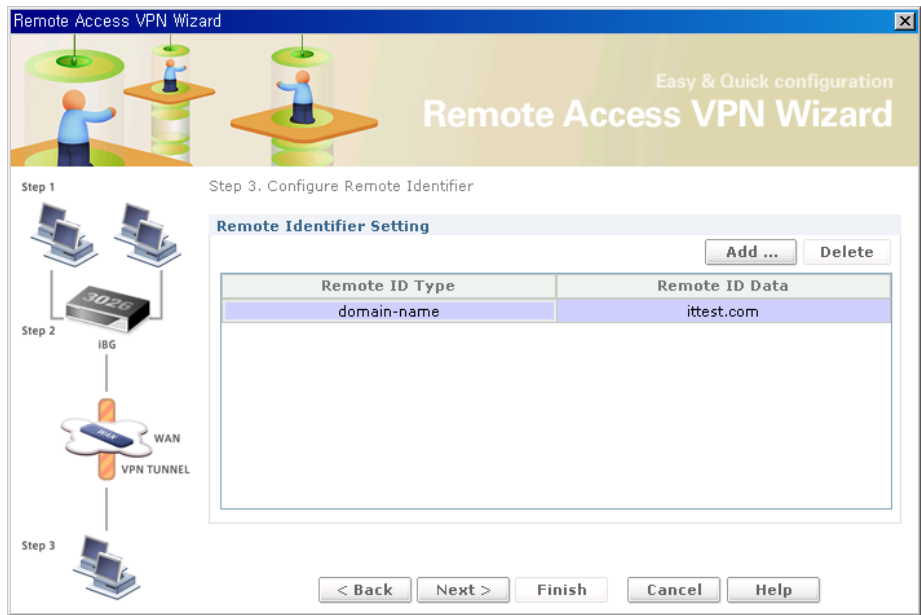 Remote Access VPN Wizard
Easy & Quick configuration
Remote Access VPN Wizard
Step 1
Step 3. Configure Remote Identifier
Remote Identifier Setting
Add ... Delete
Remote ID Type Remote ID Data
domain-name ittest.com
3026
Step 2
iBG
WAN
WAN
VPN TUNNEL
Step 3
< Back Next > Finish Cancel Help